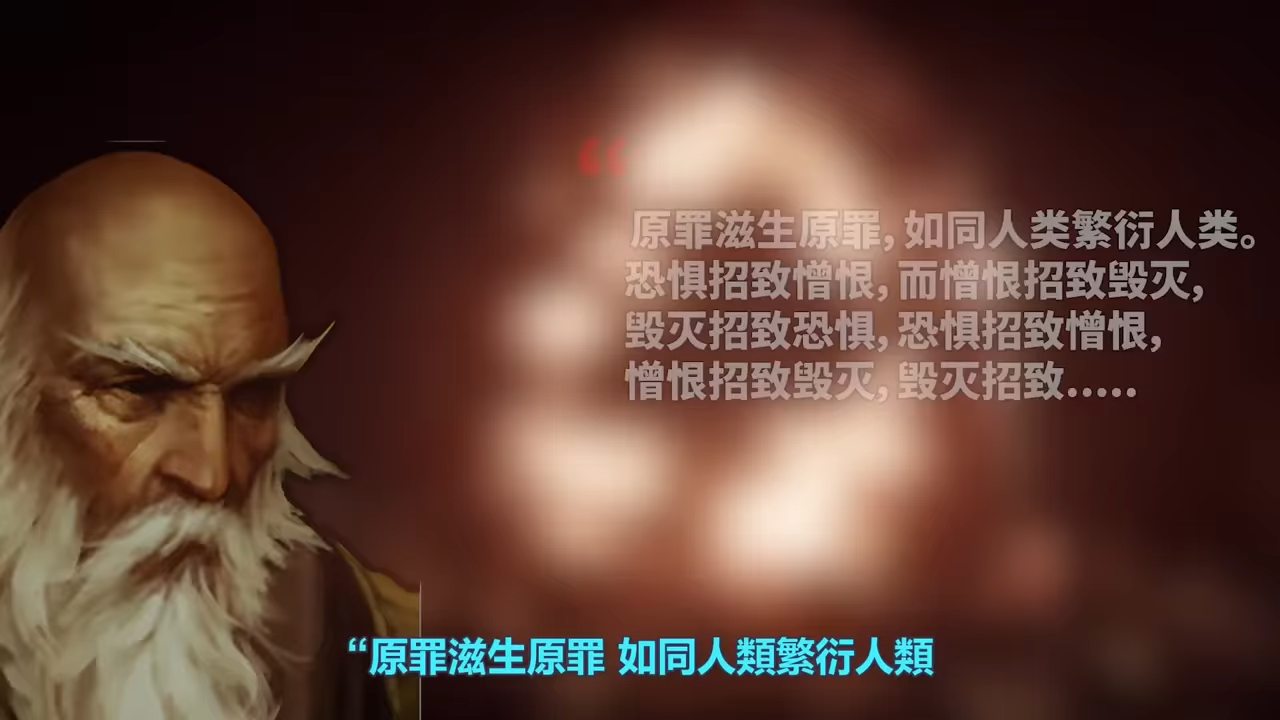 “
原罪滋生原罪，如同人类繁衍人类。
恐惧招致憎恨，而憎恨招致毁灭，
毁灭招致恐惧，恐惧招致憎恨，
憎恨招致毁灭，毁灭招致.....
“原罪滋生原罪 如同人類繁衍人類